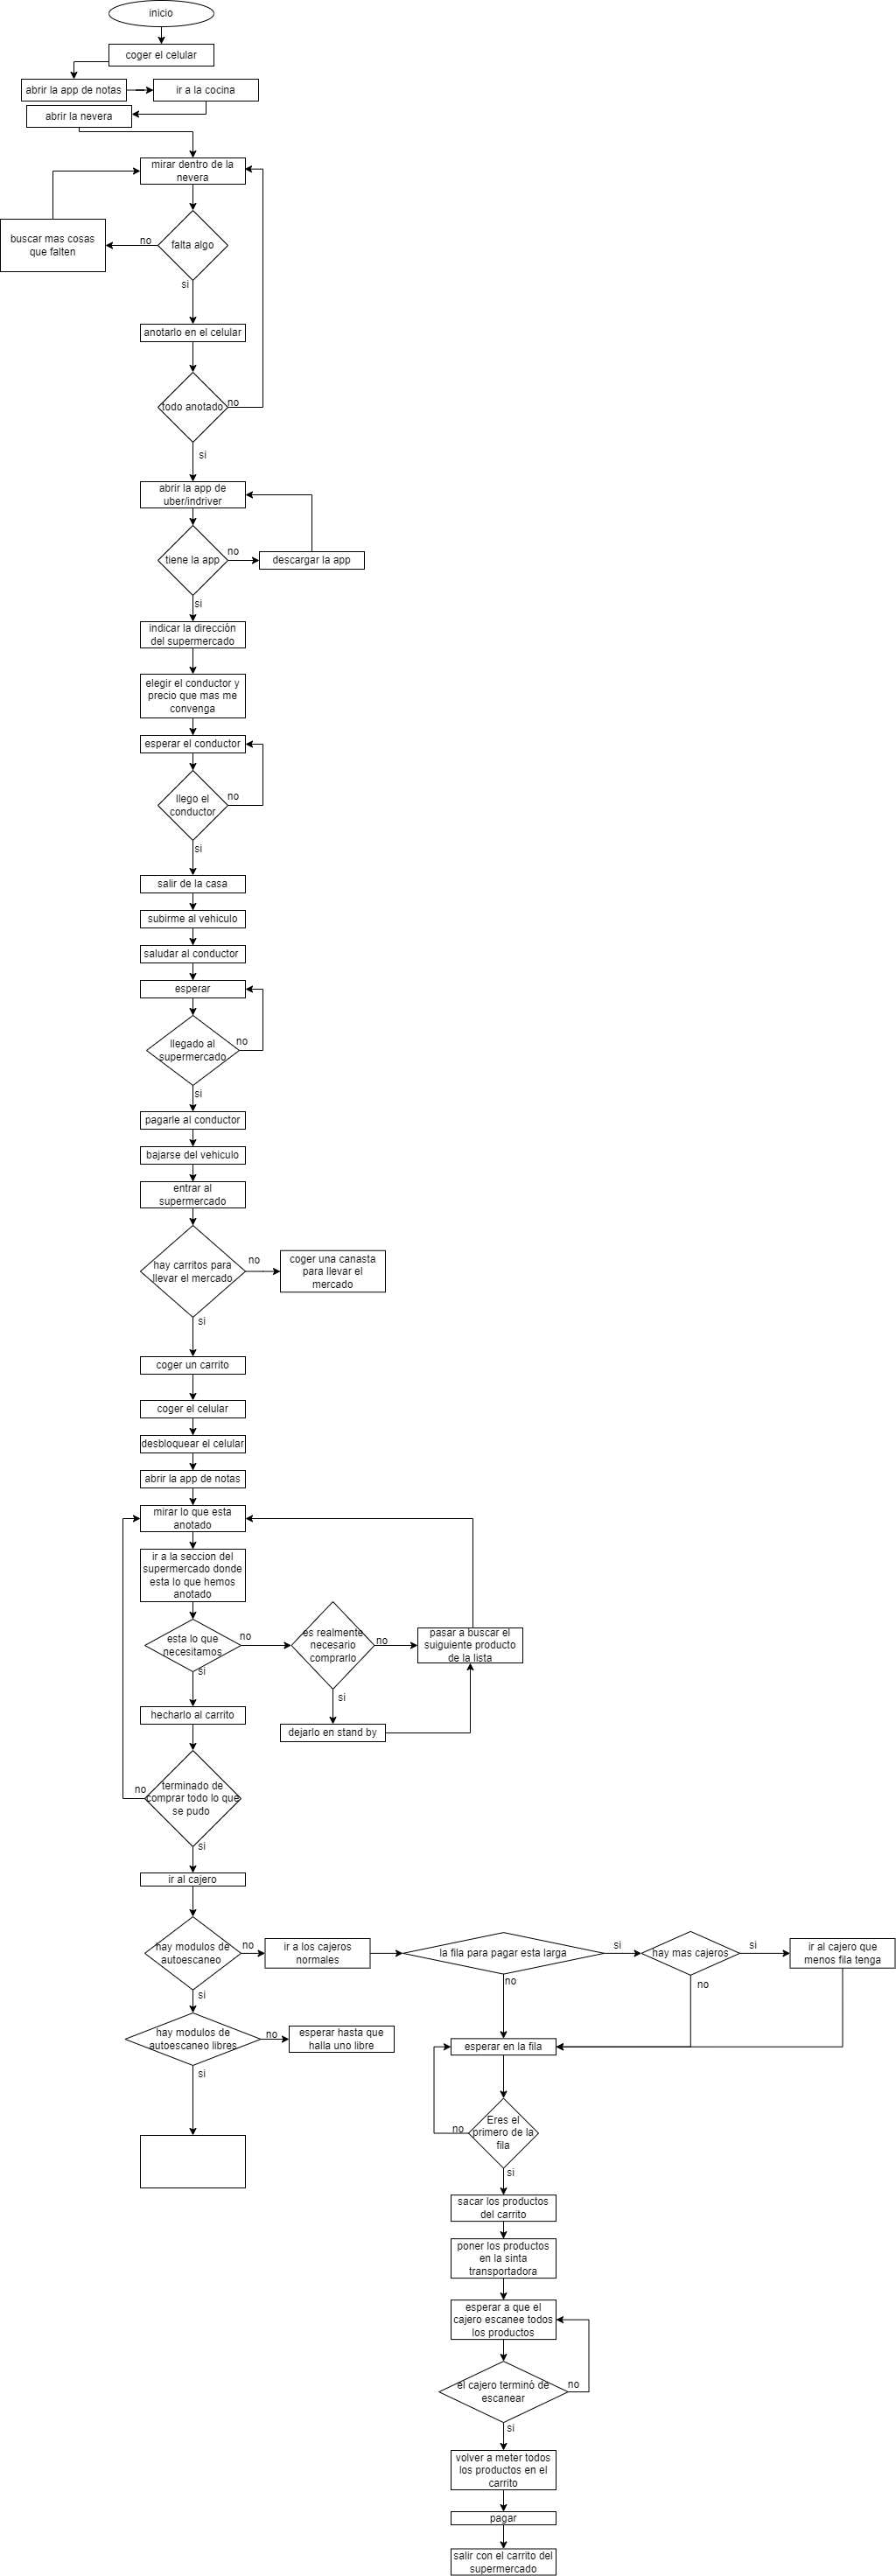 inicio
coger el celular
abrir la app de notas
ir a la cocina
abrir la nevera
mirar dentro de la
nevera
buscar mas cosas
que falten
no
falta algo
si
anotarlo en el celular
todo anotado
no
si
abrir la app de
uber/indriver
tiene la app
no
descargar la app
si
indicar la dirección
del supermercado
elegir el conductor y
precio que mas me
convenga
esperar el conductor
llego el
conductor
no
si
salir de la casa
subirme al vehiculo
saludar al conductor
esperar
llegado al
supermercado
no
si
pagarle al conductor
bajarse del vehiculo
entrar al
supermercado
hay carritos para
llevar el mercado
no
coger una canasta
para llevar el
mercado
si
coger un carrito
coger el celular
desbloquear el celular
abrir la app de notas
mirar lo que esta
anotado
ir a la seccion del
supermercado donde
esta lo que hemos
anotado
esta lo que
necesitamos
no
es realmente
necesario
comprarlo
no
pasar a buscar el
suiguiente producto
de la lista
si
si
hecharlo al carrito
dejarlo en stand by
terminado de
comprar todo lo que
se pudo
no
si
ir al cajero
hay modulos de
autoescaneo
no
ir a los cajeros
normales
la fila para pagar esta larga
si
hay mas cajeros
si
ir al cajero que
menos fila tenga
si
no
no
hay modulos de
autoescaneo libres
no
esperar hasta que
halla uno libre
esperar en la fila
si
Eres el
primero de la
fila
no
si
sacar los productos
del carrito
poner los productos
en la sinta
transportadora
esperar a que el
cajero escanee todos
los productos
el cajero terminó de
escanear
no
si
volver a meter todos
los productos en el
carrito
pagar
salir con el carrito del
supermercado